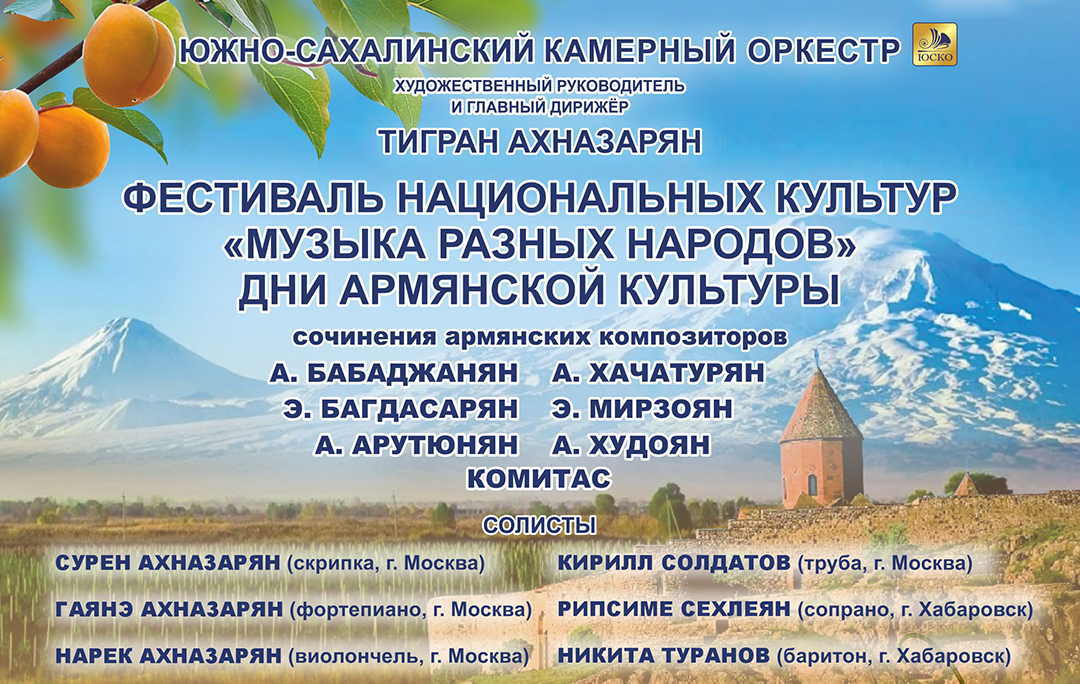 ЮЖНО-САХАЛИНСКИЙ КАМЕРНЫЙ ОРКЕСТР
ЮСКО
ХУДОЖЕСТВЕННЫЙ РУКОВОДИТЕЛЬ
И ГЛАВНЫЙ ДИРИЖЁР
ТИГРАН АХНАЗАРЯН
ФЕСТИВАЛЬ НАЦИОНАЛЬНЫХ КУЛЬТУР
«МУЗЫКА РАЗНЫХ НАРОДОВ»
ДНИ АРМЯНСКОЙ КУЛЬТУРЫ
сочинения армянских композиторов
А. БАБАДЖАНЯН А. ХАЧАТУРЯН
Э. БАГДАСАРЯН Э. МИРЗОЯН
А. АРУТЮНЯН А. ХУДОЯН
КОМИТАС
СОЛИСТЫ
СУРЕН АХНАЗАРЯН (скрипка, г. Москва) КИРИЛЛ СОЛДАТОВ (труба, г. Москва)
ГАЯНЭ АХНАЗАРЯН (фортепиано, г. Москва) РИПСИМЕ СЕХЛЕЯН (сопрано, г. Хабаровск)
НАРЕК АХНАЗАРЯН (виолончель, г. Москва) НИКИТА ТУРАНОВ (баритон, г. Хабаровск)